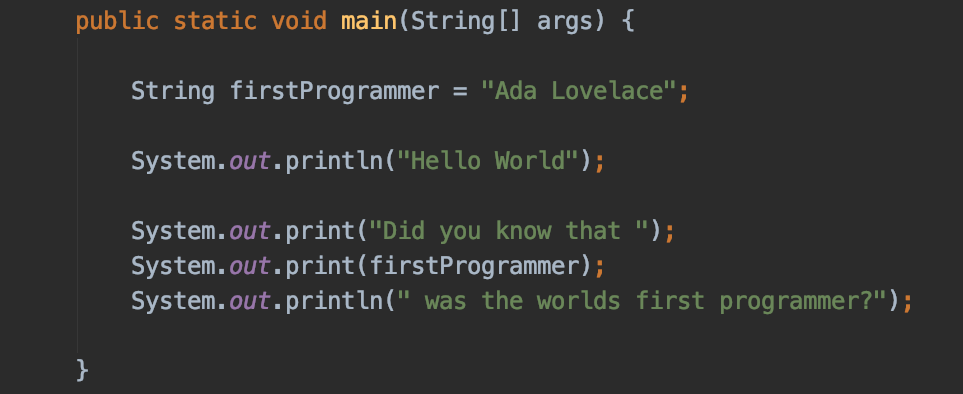 public static void main(String[] args) {
String firstProgrammer = "Ada Lovelace";
System.out.println("Hello World");
System.out.print("Did you know that ");
System.out.print(firstProgrammer);
System.out.println(" was the worlds first programmer?");
}